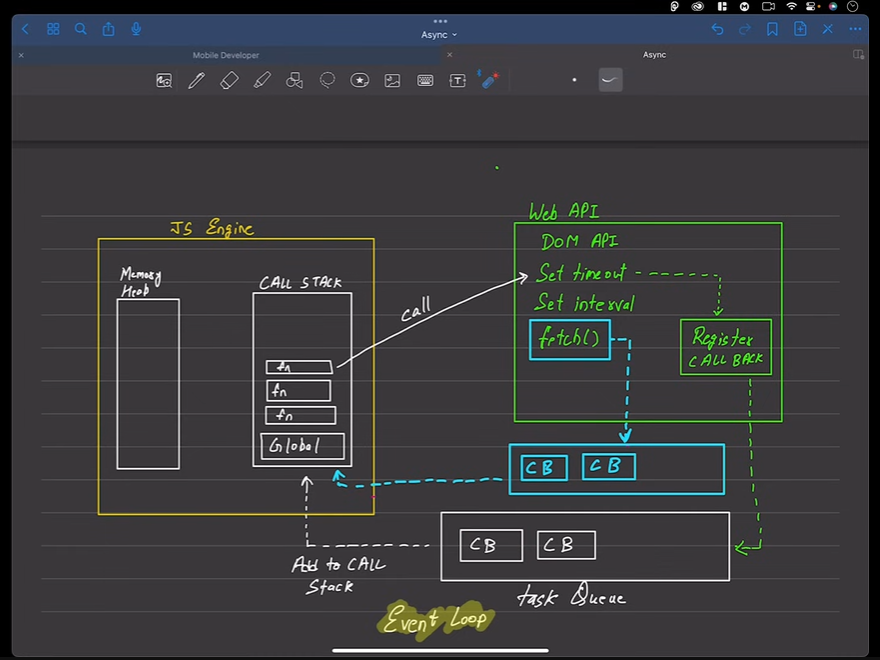 Async
Mobile Developer
Async
JS Engine
Memory
Heab
CALL STACK
fn
fn
fn
Global
call
Web API
DOM API
Set timeout
Set interval
fetch()
Register
CALL BACK
CB CB
CB CB
Add to CALL
Stack
task Queue
Event Loop